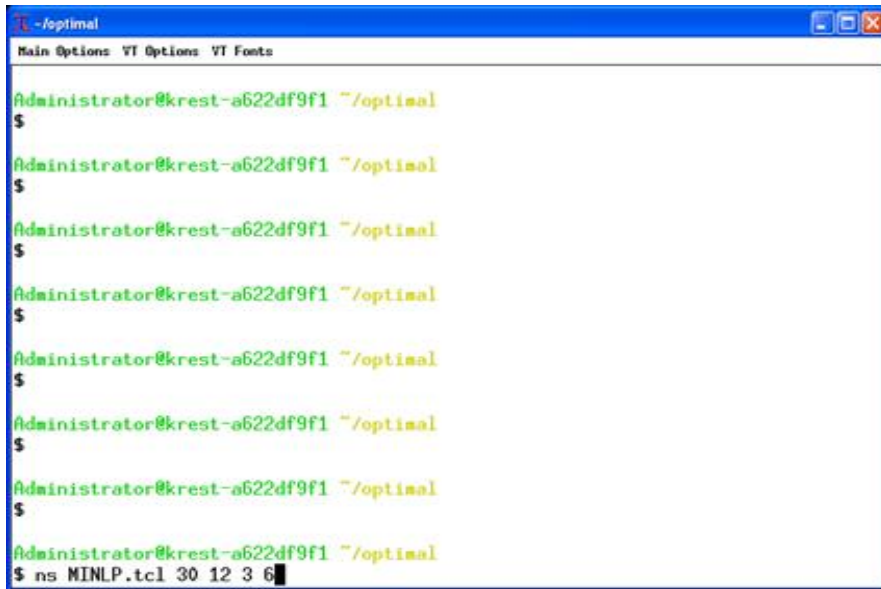 ~/optimal
Main Options VT Options VT Fonts
Administrator@krest-a622df9f1 ~/optimal
$
Administrator@krest-a622df9f1 ~/optimal
$
Administrator@krest-a622df9f1 ~/optimal
$
Administrator@krest-a622df9f1 ~/optimal
$
Administrator@krest-a622df9f1 ~/optimal
$
Administrator@krest-a622df9f1 ~/optimal
$
Administrator@krest-a622df9f1 ~/optimal
$
Administrator@krest-a622df9f1 ~/optimal
$ ns MINLP.tcl 30 12 3 6